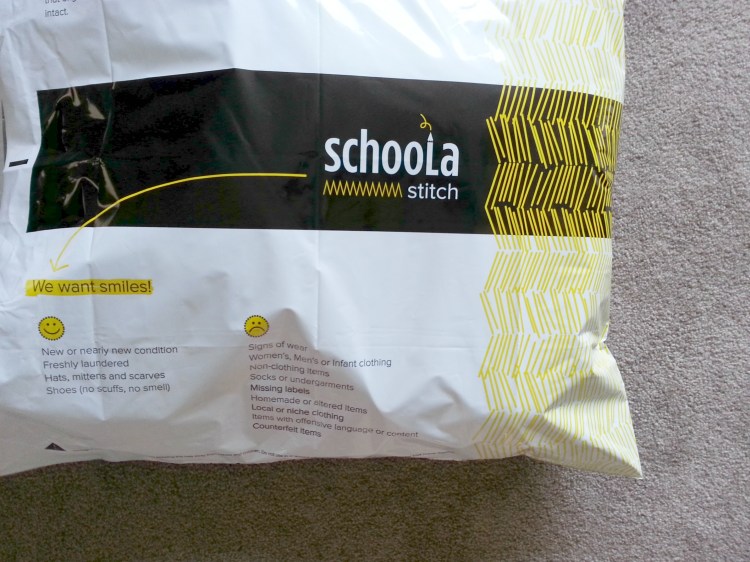 intact.
schoola
stitch
We want smiles!
New or nearly new condition
Freshly laundered
Hats, mittens and scarves
Shoes (no scuffs, no smell)
Signs of wear
Women's, Men's or Infant clothing
Non-clothing items
Socks or undergarments
Missing labels
Homemade or altered items
Local or niche clothing
Items with offensive language or content
Counterfeit items